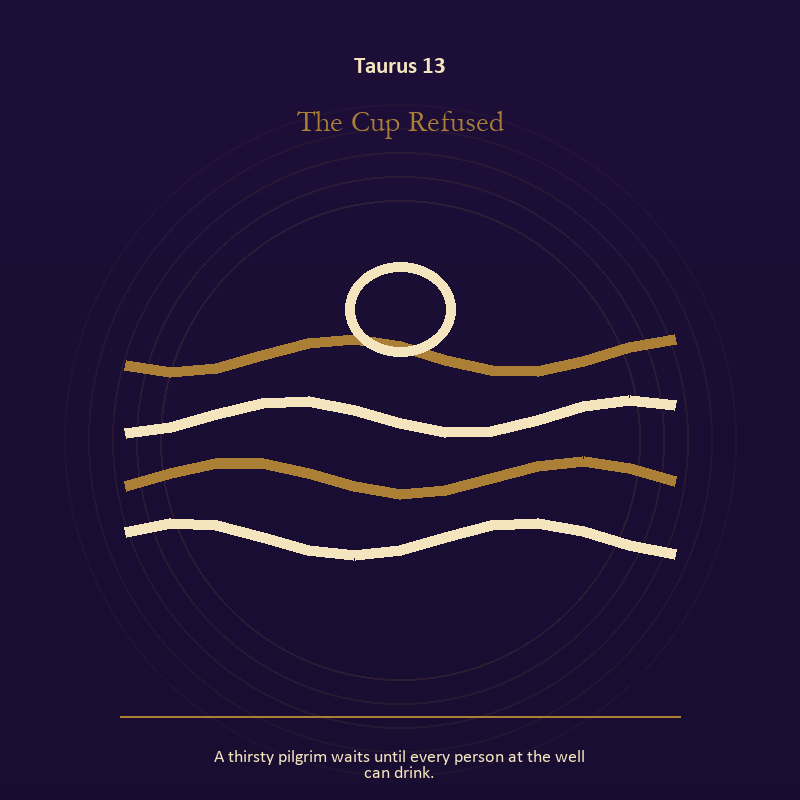 Taurus 13
The Cup Refused
A thirsty pilgrim waits until every person at the well
can drink.